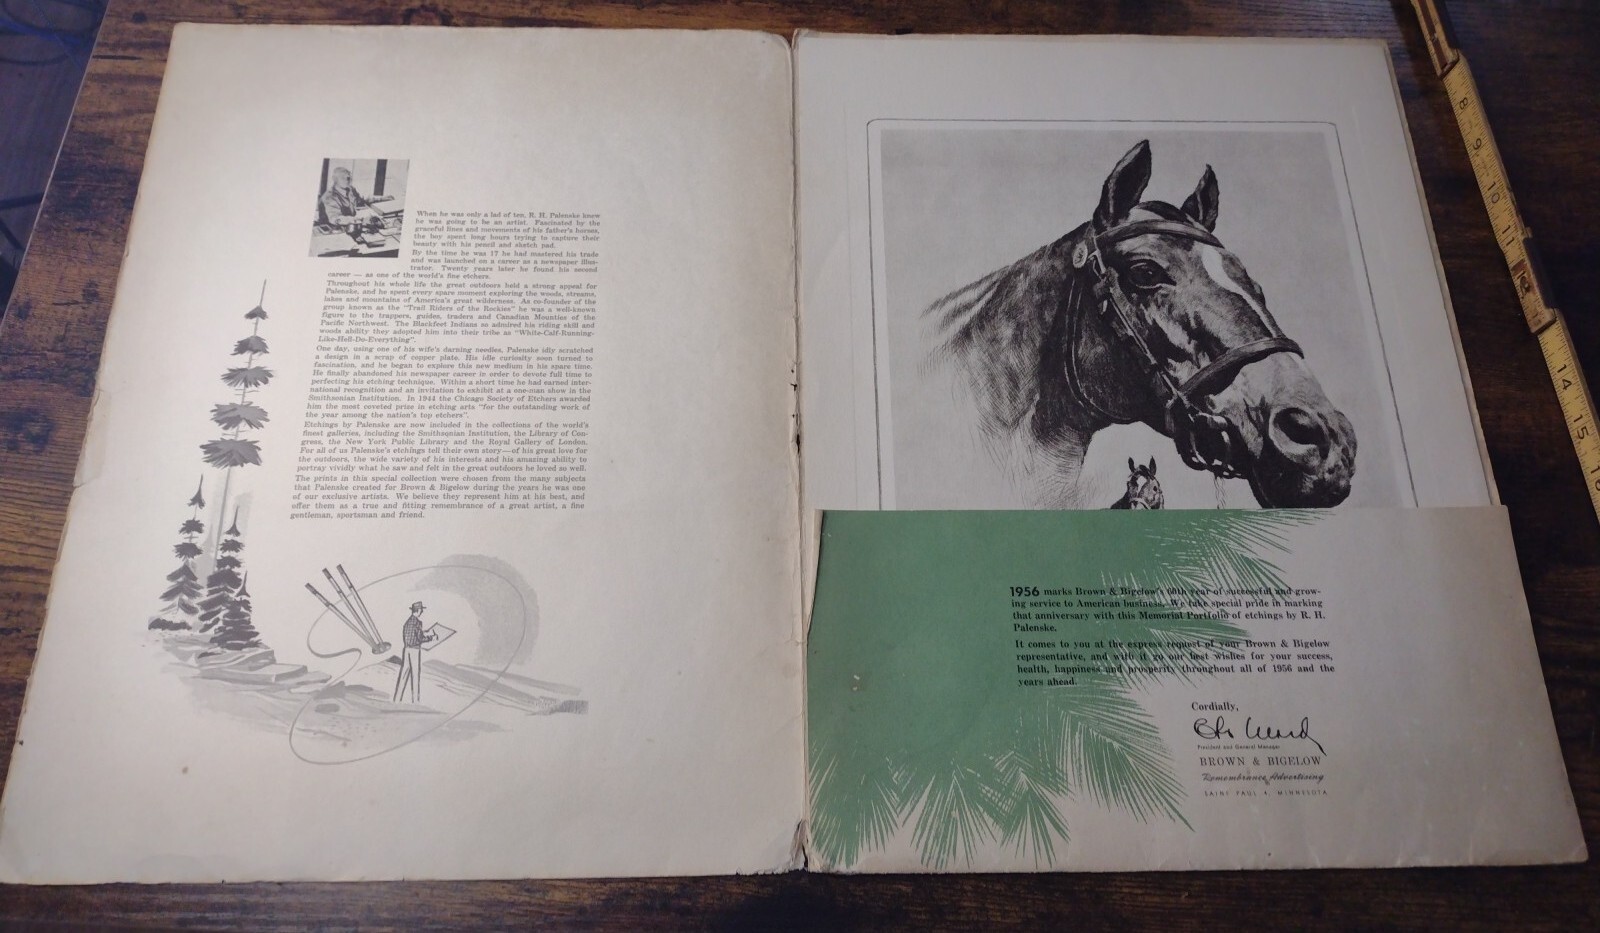 When he was only a lad of ten, R. H. Palenske knew
he was going to be an artist. Fascinated by the
graceful lines and movements of his father's horses,
the boy spent long hours trying to capture their
beauty with his pencil and sketch pad.
By the time he was 17 he had mastered his trade
and was launched on a career as a newspaper illus-
trator. Twenty years later he found his second
career — as one of the world's fine etchers.
Throughout his whole life the great outdoors held a strong appeal for
Palenske, and he spent every spare moment exploring the woods, streams,
lakes and mountains of America's great wilderness. As co-founder of the
group known as the "Trail Riders of the Rockies" he was a well-known
figure to the trappers, guides, traders and Canadian Mounties of the
Pacific Northwest. The Blackfeet Indians so admired his riding skill and
woods ability they adopted him into their tribe as "White-Calf-Running-
Like-Hell-Do-Everything".
One day, using one of his wife's darning needles, Palenske idly scratched
a design in a scrap of copper plate. His idle curiosity soon turned to
fascination, and he began to explore this new medium in his spare time.
He finally abandoned his newspaper career in order to devote full time to
perfecting his etching technique. Within a short time he had earned inter-
national recognition and an invitation to exhibit at a one-man show in the
Smithsonian Institution. In 1944 the Chicago Society of Etchers awarded
him the most coveted prize in etching arts "for the outstanding work of
the year among the nation's top etchers".
Etchings by Palenske are now included in the collections of the world's
finest galleries, including the Smithsonian Institution, the Library of Con-
gress, the New York Public Library and the Royal Gallery of London.
For all of us Palenske's etchings tell their own story—of his great love for
the outdoors, the wide variety of his interests and his amazing ability to
portray vividly what he saw and felt in the great outdoors he loved so well.
The prints in this special collection were chosen from the many subjects
that Palenske created for Brown & Bigelow during the years he was one
of our exclusive artists. We believe they represent him at his best, and
offer them as a true and fitting remembrance of a great artist, a fine
gentleman, sportsman and friend.
1956 marks Brown & Bigelow's 60th year of successful and grow-
ing service to American business. We take special pride in marking
that anniversary with this Memorial Portfolio of etchings by R. H.
Palenske.
It comes to you at the express request of your Brown & Bigelow
representative, and with it go our best wishes for your success,
health, happiness and prosperity throughout all of 1956 and the
years ahead.
Cordially,
President and General Manager
BROWN & BIGELOW
Remembrance Advertising
SAINT PAUL 4, MINNESOTA
8
9
10
11
14
15